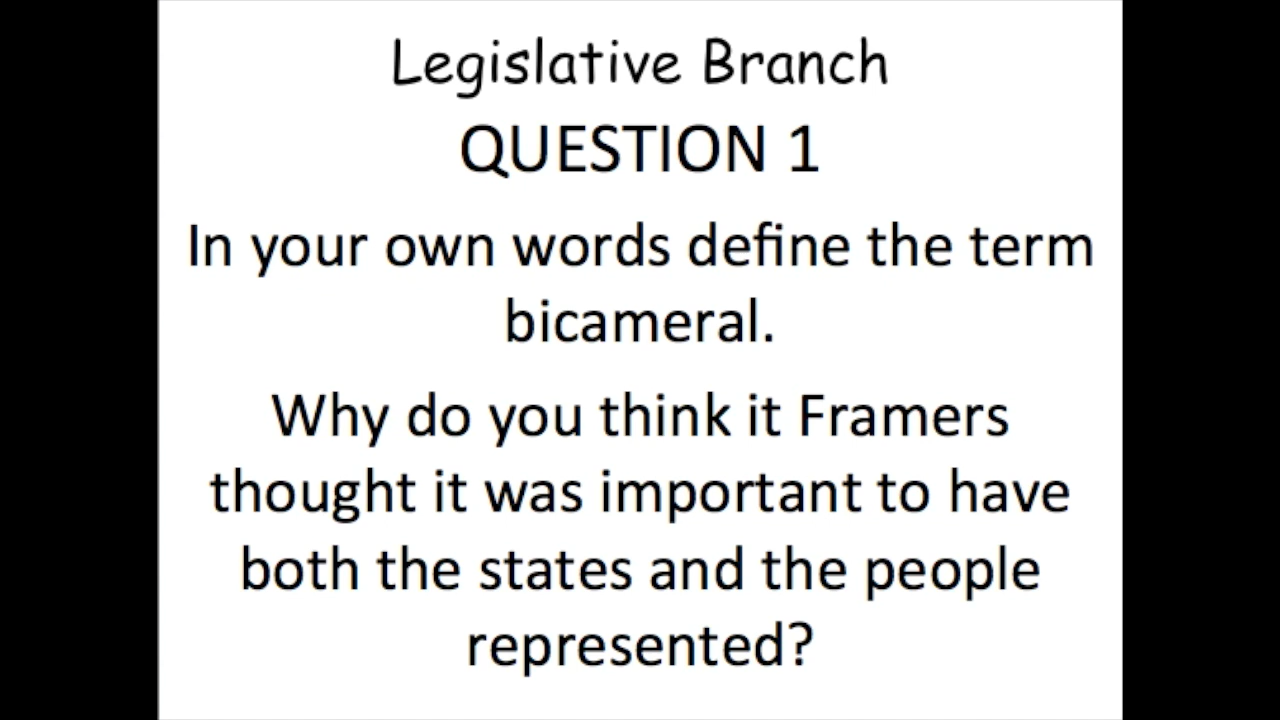 Legislative Branch
QUESTION 1
In your own words define the term
bicameral.
Why do you think it Framers
thought it was important to have
both the states and the people
represented?